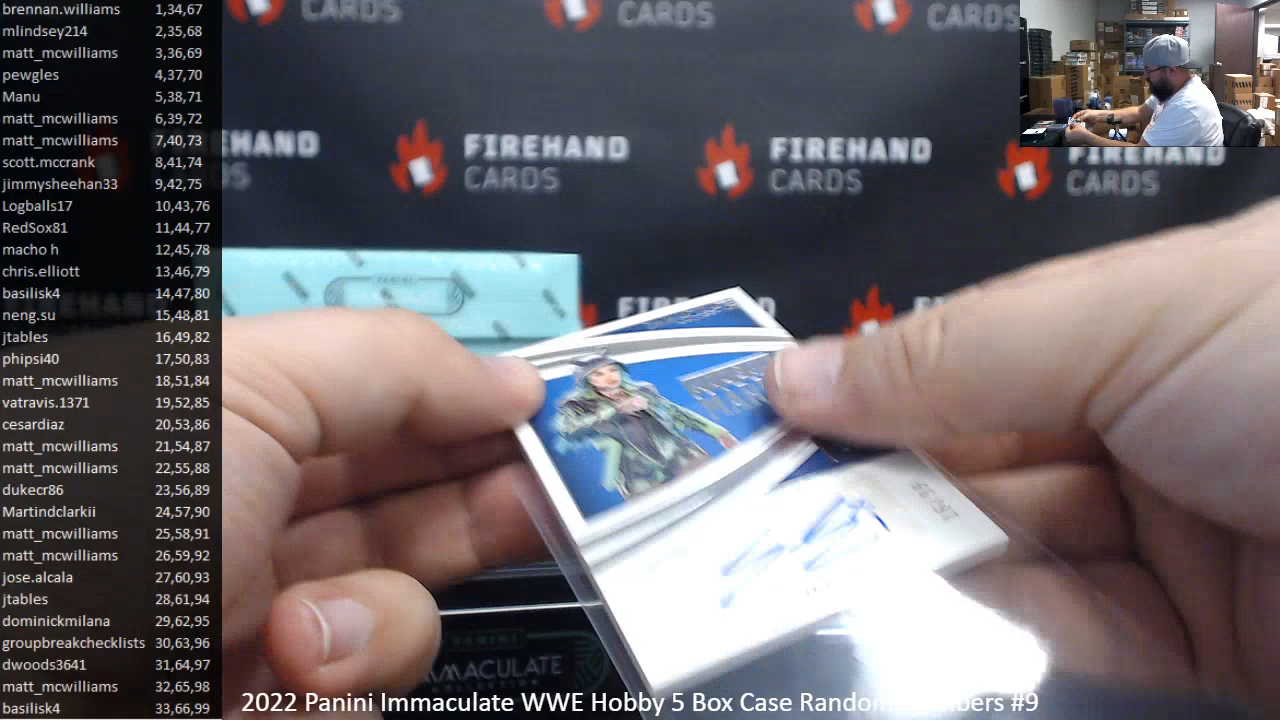 brennan.williams 1,34,67
mlindsey214 2,35,68
matt_mcwilliams 3,36,69
pewgles 4,37,70
Manu 5,38,71
matt_mcwilliams 6,39,72
matt_mcwilliams 7,40,73
scott.mccrank 8,41,74
jimmysheehan33 9,42,75
Logballs17 10,43,76
RedSox81 11,44,77
macho h 12,45,78
chris.elliott 13,46,79
basilisk4 14,47,80
neng.su 15,48,81
jtables 16,49,82
phipsi40 17,50,83
matt_mcwilliams 18,51,84
vatravis.1371 19,52,85
cesardiaz 20,53,86
matt_mcwilliams 21,54,87
matt_mcwilliams 22,55,88
dukecr86 23,56,89
Martindclarkii 24,57,90
matt_mcwilliams 25,58,91
matt_mcwilliams 26,59,92
jose.alcala 27,60,93
jtables 28,61,94
dominickmilana 29,62,95
groupbreakchecklists 30,63,96
dwoods3641 31,64,97
matt_mcwilliams 32,65,98
basilisk4 33,66,99
CARDS
CARDS
CARDS
FIREHAND
CARDS
FIREHAND
CARDS
FIREHAND
CARDS
PANINI
PANINI
IMMACULATE
2022 Panini Immaculate WWE Hobby 5 Box Case Random #9